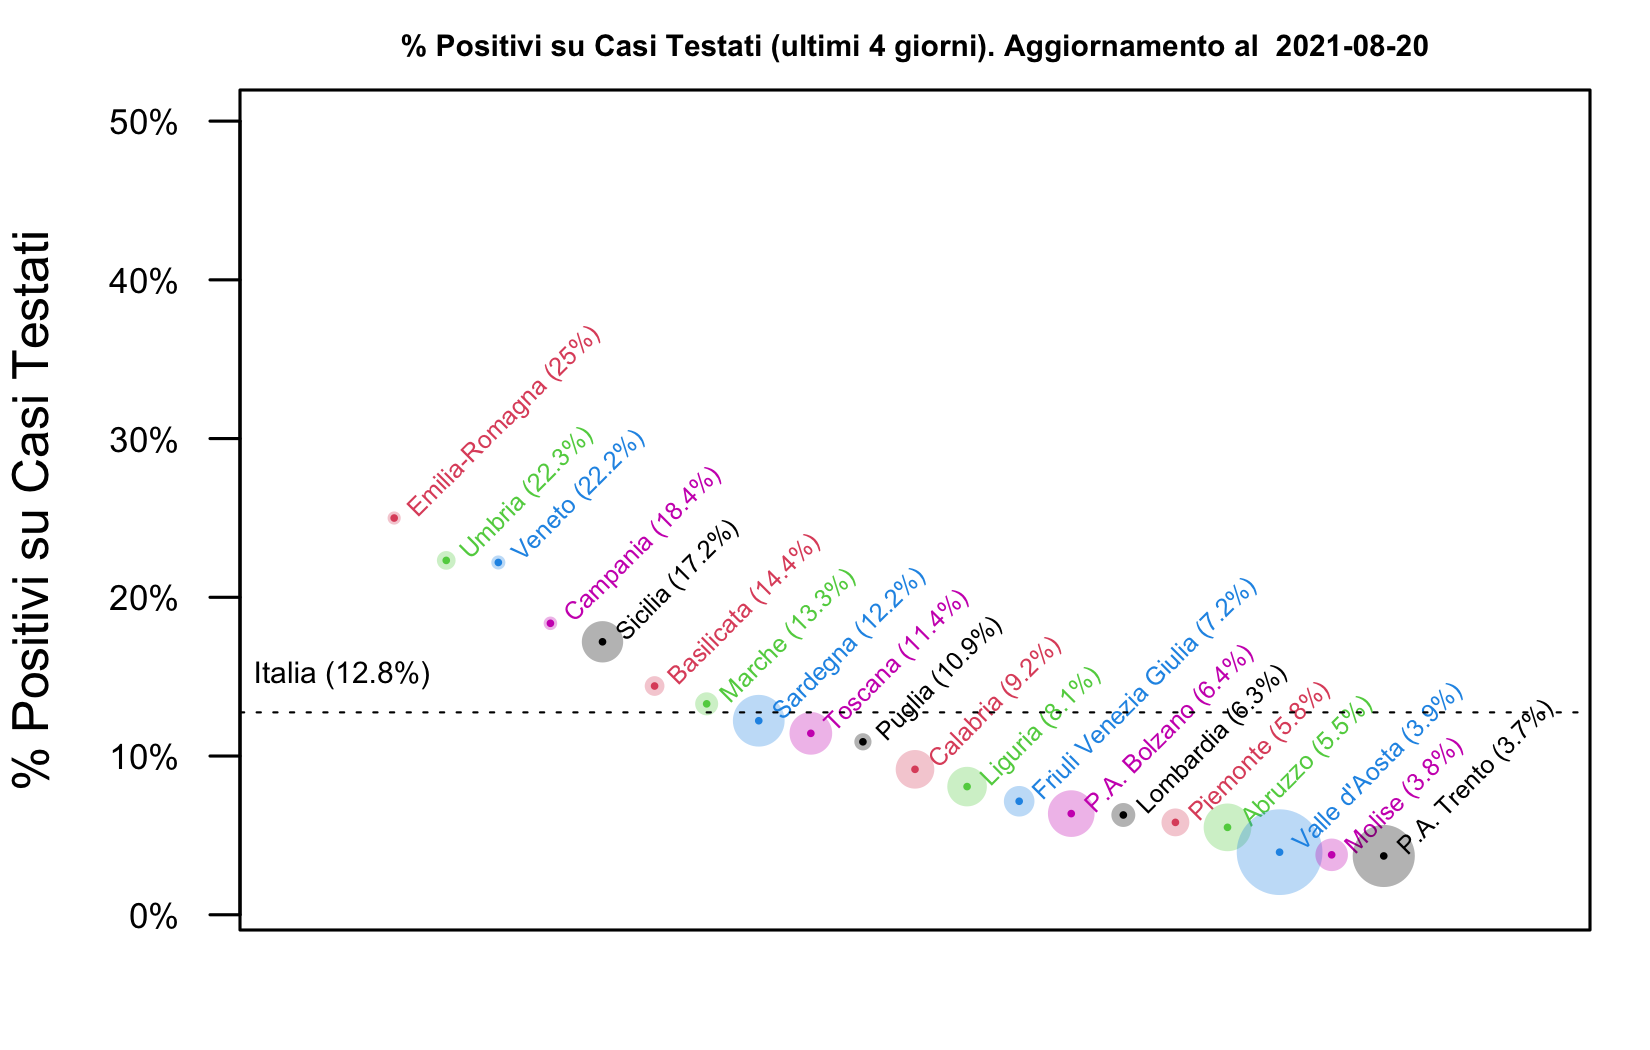 % Positivi su Casi Testati (ultimi 4 giorni). Aggiornamento al  2021-08-20
% Positivi su Casi Testati
50%
40%
30%
20%
10%
0%
Italia (12.8%)
Emilia-Romagna (25%)
Umbria (22.3%)
Veneto (22.2%)
Campania (18.4%)
Sicilia (17.2%)
Basilicata (14.4%)
Marche (13.3%)
Sardegna (12.2%)
Toscana (11.4%)
Puglia (10.9%)
Calabria (9.2%)
Liguria (8.1%)
Friuli Venezia Giulia (7.2%)
P.A. Bolzano (6.4%)
Lombardia (6.3%)
Piemonte (5.8%)
Abruzzo (5.5%)
Valle d'Aosta (3.9%)
Molise (3.8%)
P.A. Trento (3.7%)